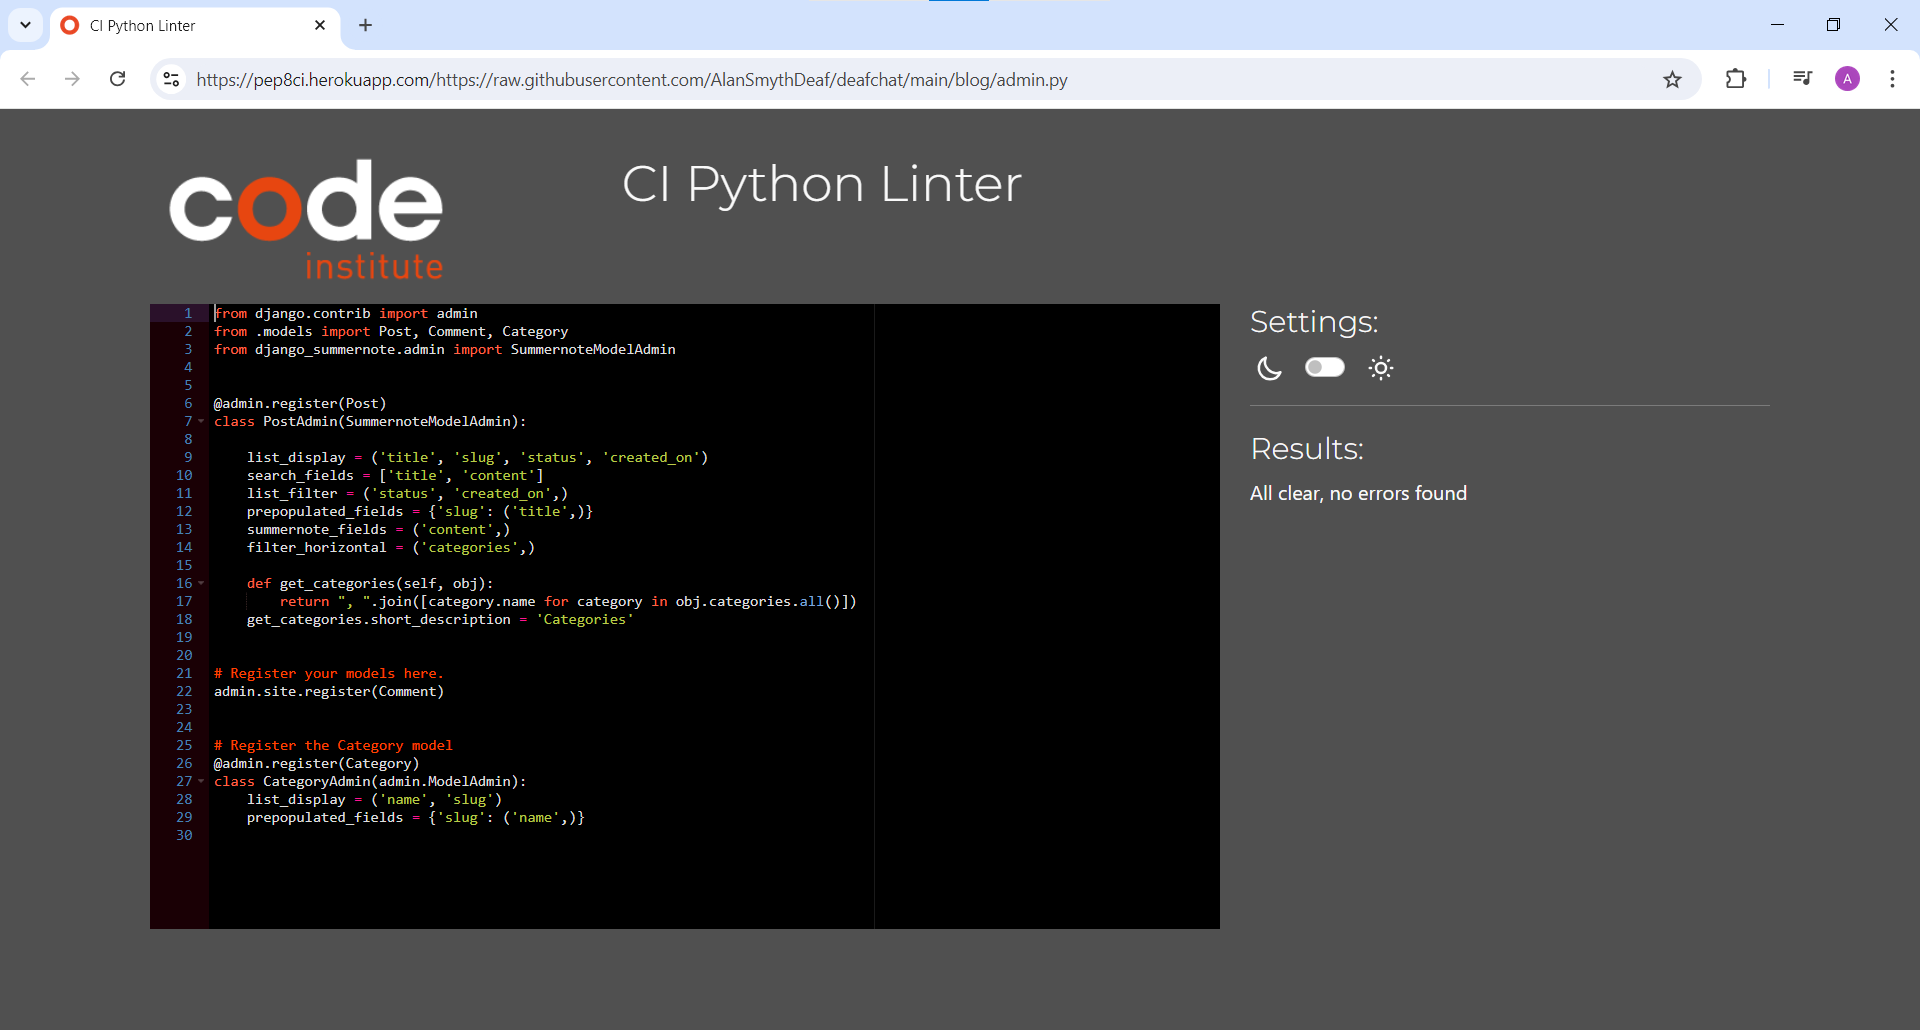 CI Python Linter
https://pep8ci.herokuapp.com/https://raw.githubusercontent.com/AlanSmythDeaf/deafchat/main/blog/admin.py
A
code
institute
CI Python Linter
1 from django.contrib import admin
2 from .models import Post, Comment, Category
3 from django_summernote.admin import SummernoteModelAdmin
4
5
6 @admin.register(Post)
7 class PostAdmin(SummernoteModelAdmin):
8
9     list_display = ('title', 'slug', 'status', 'created_on')
10     search_fields = ['title', 'content']
11     list_filter = ('status', 'created_on',)
12     prepopulated_fields = {'slug': ('title',)}
13     summernote_fields = ('content',)
14     filter_horizontal = ('categories',)
15
16     def get_categories(self, obj):
17         return ", ".join([category.name for category in obj.categories.all()])
18     get_categories.short_description = 'Categories'
19
20
21 # Register your models here.
22 admin.site.register(Comment)
23
24
25 # Register the Category model
26 @admin.register(Category)
27 class CategoryAdmin(admin.ModelAdmin):
28     list_display = ('name', 'slug')
29     prepopulated_fields = {'slug': ('name',)}
30
Settings:
Results:
All clear, no errors found